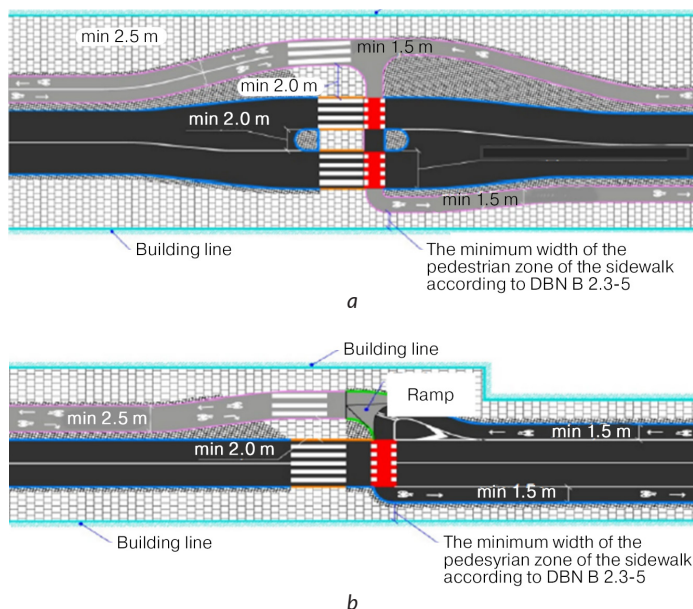 min 2.5 m
min 1.5 m
min 2.0 m
min 2.0 m
min 1.5 m
Building line
The minimum width of the
pedestrian zone of the sidewalk
according to DBN B 2.3-5
a
Building line
Ramp
min 2.5 m
min 2.0 m
min 1.5 m
min 1.5 m
Building line
The minimum width of the
pedesyrian zone of the sidewalk
according to DBN B 2.3-5
b